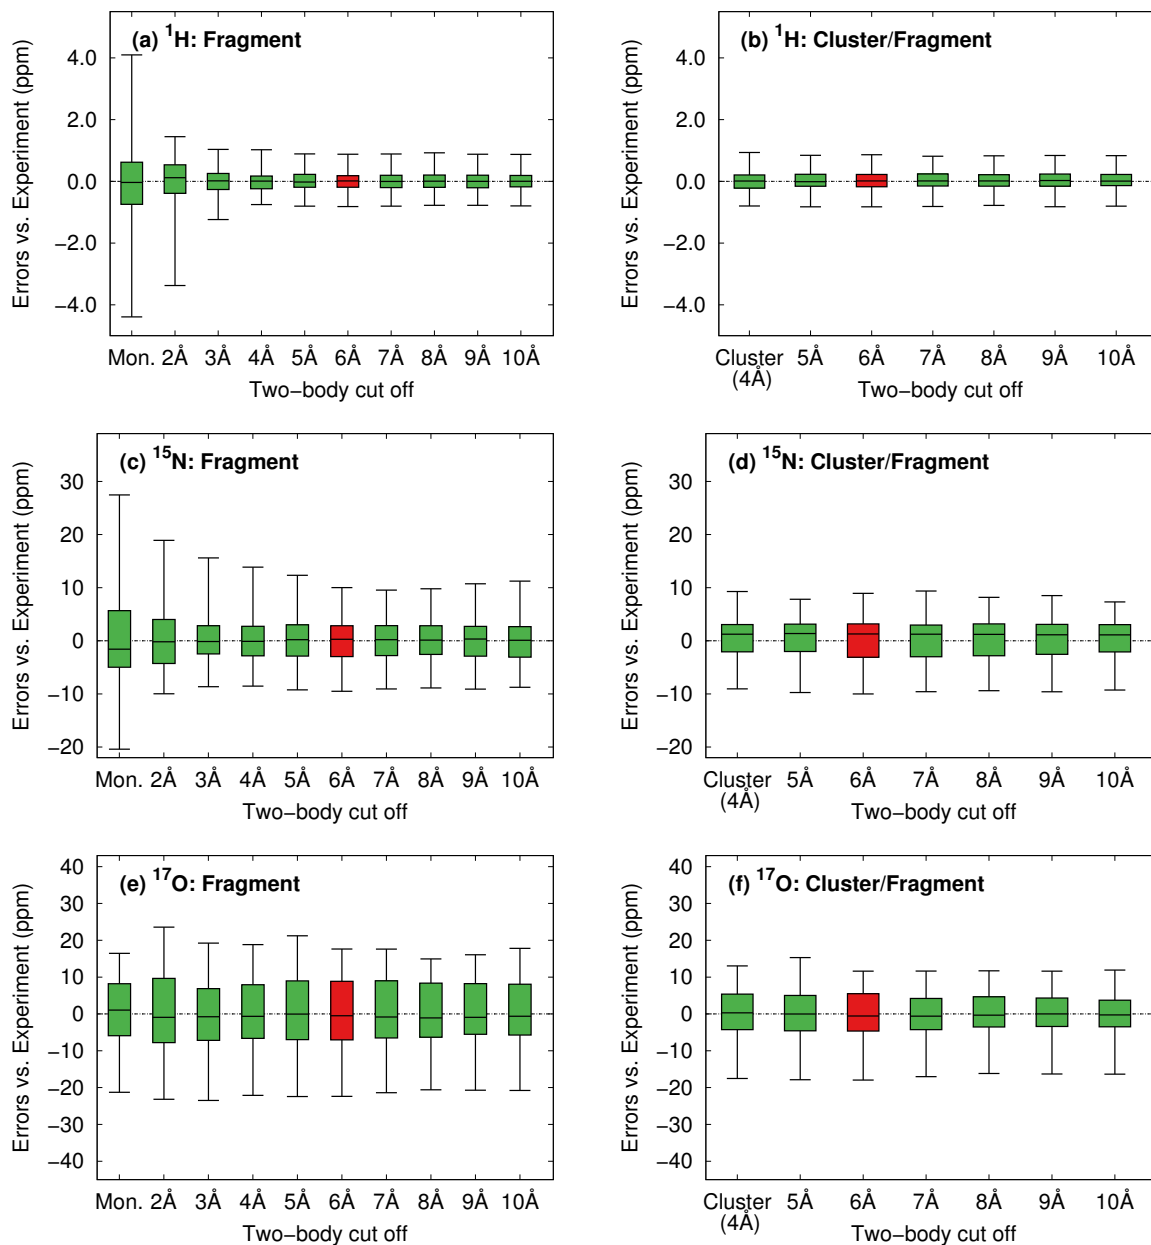 (a) ¹H: Fragment
Errors vs. Experiment (ppm)
4.0
2.0
0.0
−2.0
−4.0
Mon. 2Å 3Å 4Å 5Å 6Å 7Å 8Å 9Å 10Å
Two−body cut off
(b) ¹H: Cluster/Fragment
Errors vs. Experiment (ppm)
4.0
2.0
0.0
−2.0
−4.0
Cluster 5Å 6Å 7Å 8Å 9Å 10Å
(4Å)
Two−body cut off
(c) ¹⁵N: Fragment
Errors vs. Experiment (ppm)
30
20
10
0
−10
−20
Mon. 2Å 3Å 4Å 5Å 6Å 7Å 8Å 9Å 10Å
Two−body cut off
(d) ¹⁵N: Cluster/Fragment
Errors vs. Experiment (ppm)
30
20
10
0
−10
−20
Cluster 5Å 6Å 7Å 8Å 9Å 10Å
(4Å)
Two−body cut off
(e) ¹⁷O: Fragment
Errors vs. Experiment (ppm)
40
30
20
10
0
−10
−20
−30
−40
Mon. 2Å 3Å 4Å 5Å 6Å 7Å 8Å 9Å 10Å
Two−body cut off
(f) ¹⁷O: Cluster/Fragment
Errors vs. Experiment (ppm)
40
30
20
10
0
−10
−20
−30
−40
Cluster 5Å 6Å 7Å 8Å 9Å 10Å
(4Å)
Two−body cut off